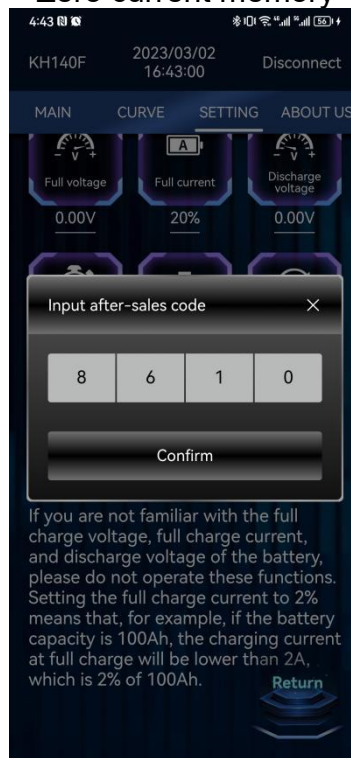 Zero current memory
4:43
56
KH140F
2023/03/02
16:43:00
Disconnect
MAIN CURVE SETTING ABOUT US
- V +
A
- V +
Full voltage
Full current
Discharge
voltage
0.00V
20%
0.00V
Input after-sales code
8 6 1 0
Confirm
If you are not familiar with the full
charge voltage, full charge current,
and discharge voltage of the battery,
please do not operate these functions.
Setting the full charge current to 2%
means that, for example, if the battery
capacity is 100Ah, the charging current
at full charge will be lower than 2A,
which is 2% of 100Ah.
Return